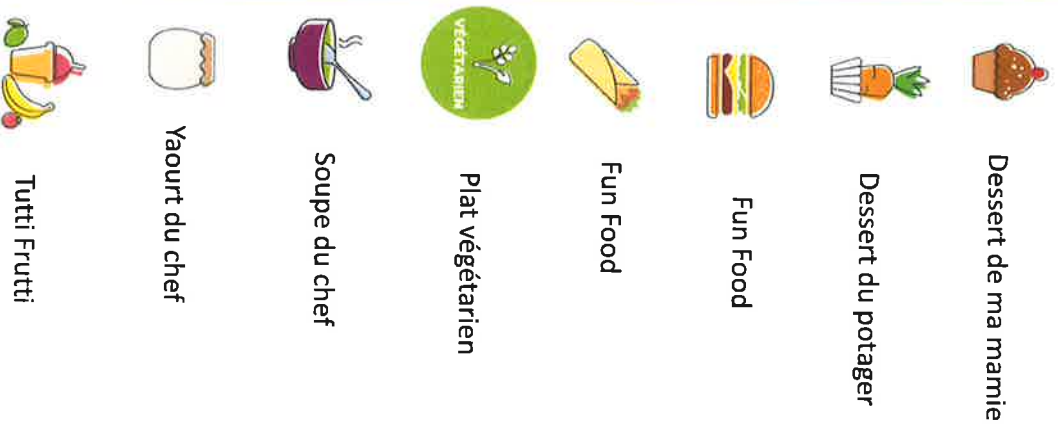 Dessert de ma mamie
Dessert du potager
Fun Food
Fun Food
VÉGÉTARIEN
Plat végétarien
Soupe du chef
Yaourt du chef
Tutti Frutti